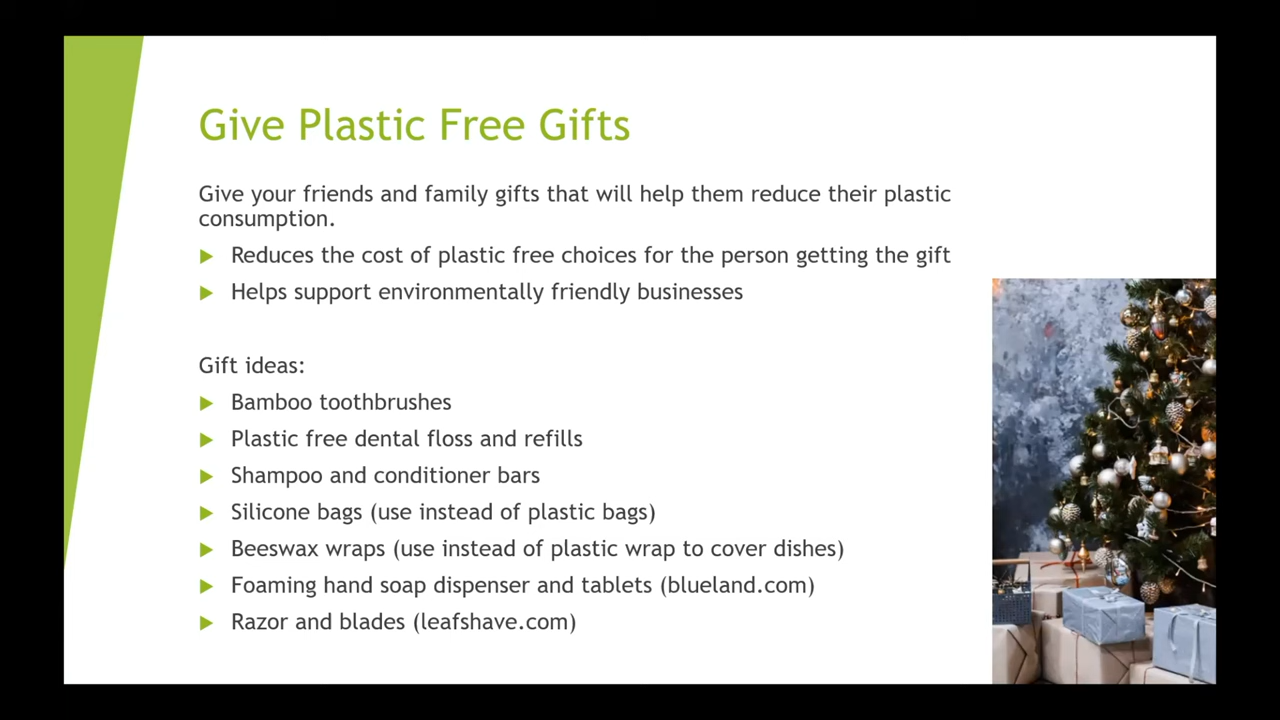 Give Plastic Free Gifts
Give your friends and family gifts that will help them reduce their plastic
consumption.
Reduces the cost of plastic free choices for the person getting the gift
Helps support environmentally friendly businesses
Gift ideas:
Bamboo toothbrushes
Plastic free dental floss and refills
Shampoo and conditioner bars
Silicone bags (use instead of plastic bags)
Beeswax wraps (use instead of plastic wrap to cover dishes)
Foaming hand soap dispenser and tablets (blueland.com)
Razor and blades (leafshave.com)